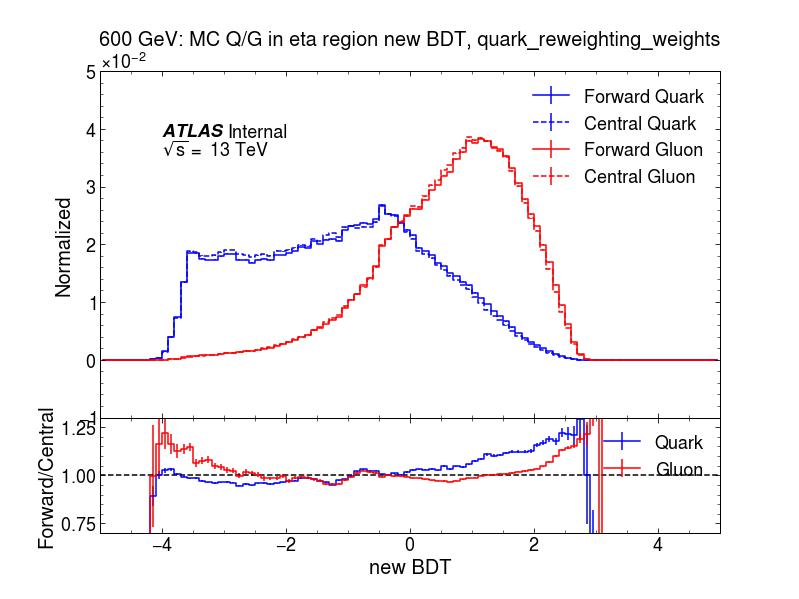 600 GeV: MC Q/G in eta region new BDT, quark_reweighting_weights
×10⁻²
5
4
3
2
1
0
−1
Normalized
ATLAS Internal
√s = 13 TeV
Forward Quark
Central Quark
Forward Gluon
Central Gluon
1.25
1.00
0.75
Forward/Central
Quark
Gluon
−4 −2 0 2 4
new BDT